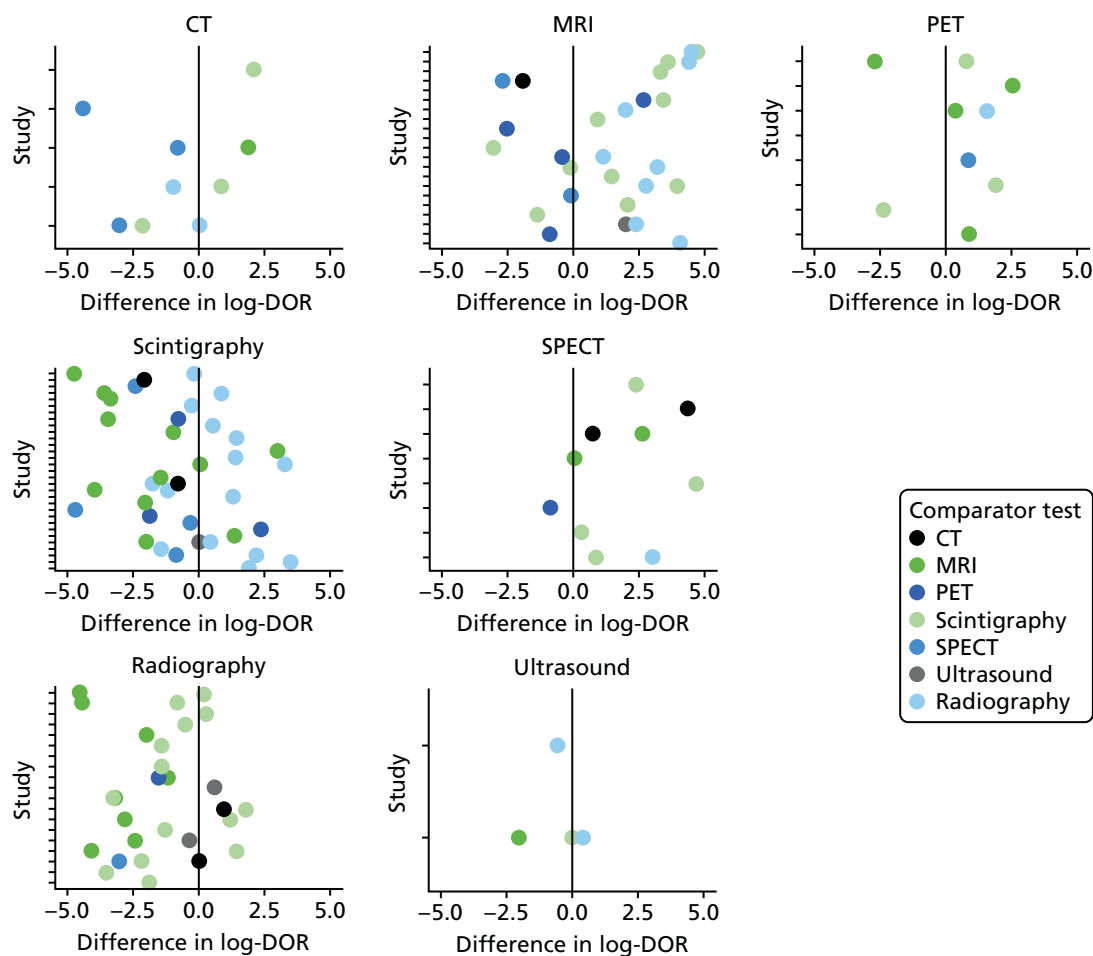 CT
Study
−5.0 −2.5 0.0 2.5 5.0
Difference in log-DOR
MRI
Study
−5.0 −2.5 0.0 2.5 5.0
Difference in log-DOR
PET
Study
−5.0 −2.5 0.0 2.5 5.0
Difference in log-DOR
Scintigraphy
Study
−5.0 −2.5 0.0 2.5 5.0
Difference in log-DOR
SPECT
Study
−5.0 −2.5 0.0 2.5 5.0
Difference in log-DOR
Radiography
Study
−5.0 −2.5 0.0 2.5 5.0
Difference in log-DOR
Ultrasound
Study
−5.0 −2.5 0.0 2.5 5.0
Difference in log-DOR
Comparator test
CT
MRI
PET
Scintigraphy
SPECT
Ultrasound
Radiography